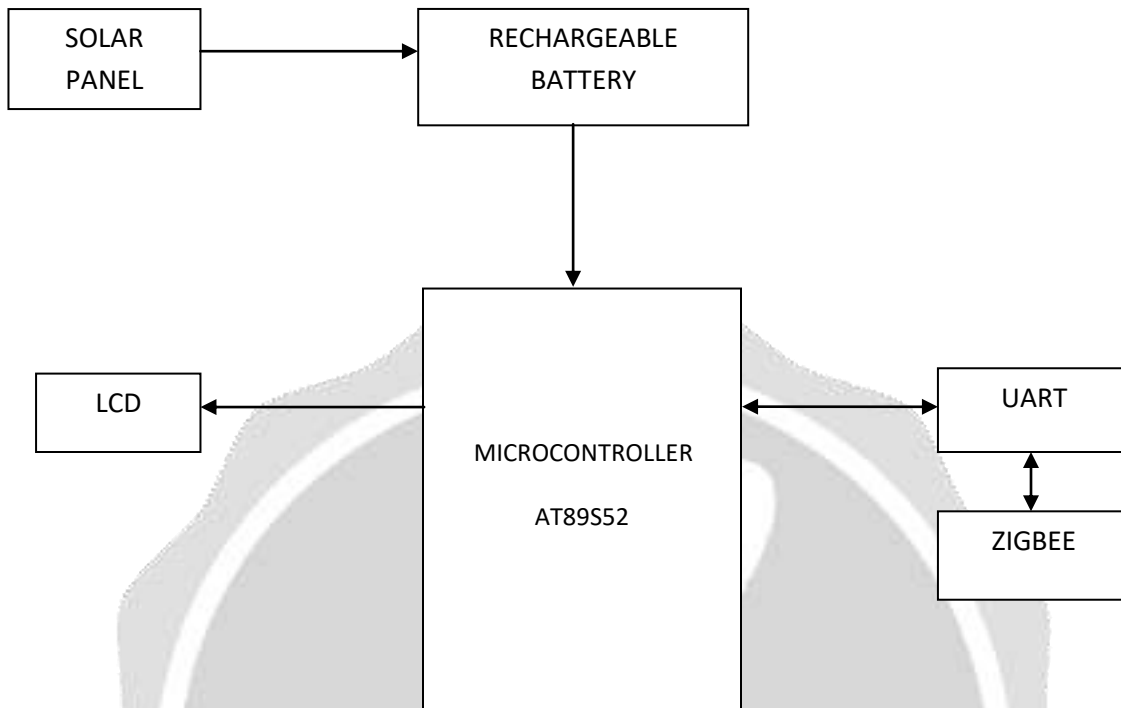 SOLAR
PANEL
RECHARGEABLE
BATTERY
LCD
MICROCONTROLLER
AT89S52
UART
ZIGBEE